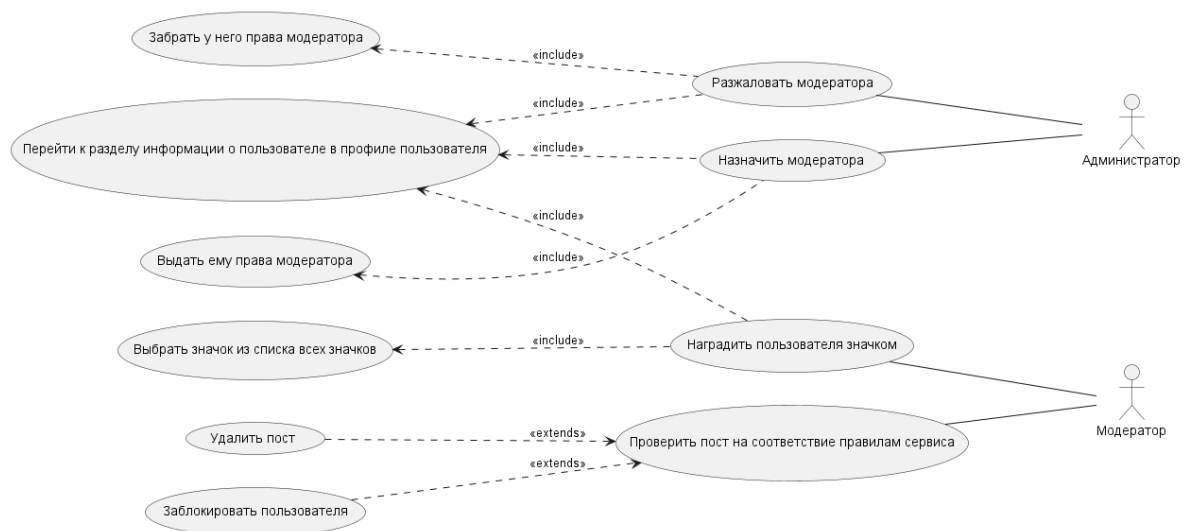 Забрать у него права модератора
«include»
Разжаловать модератора
«include»
Перейти к разделу информации о пользователе в профиле пользователя
«include»
Назначить модератора
Администратор
«include»
Выдать ему права модератора
«include»
Выбрать значок из списка всех значков
«include»
Наградить пользователя значком
Удалить пост
«extends»
Проверить пост на соответствие правилам сервиса
Модератор
«extends»
Заблокировать пользователя